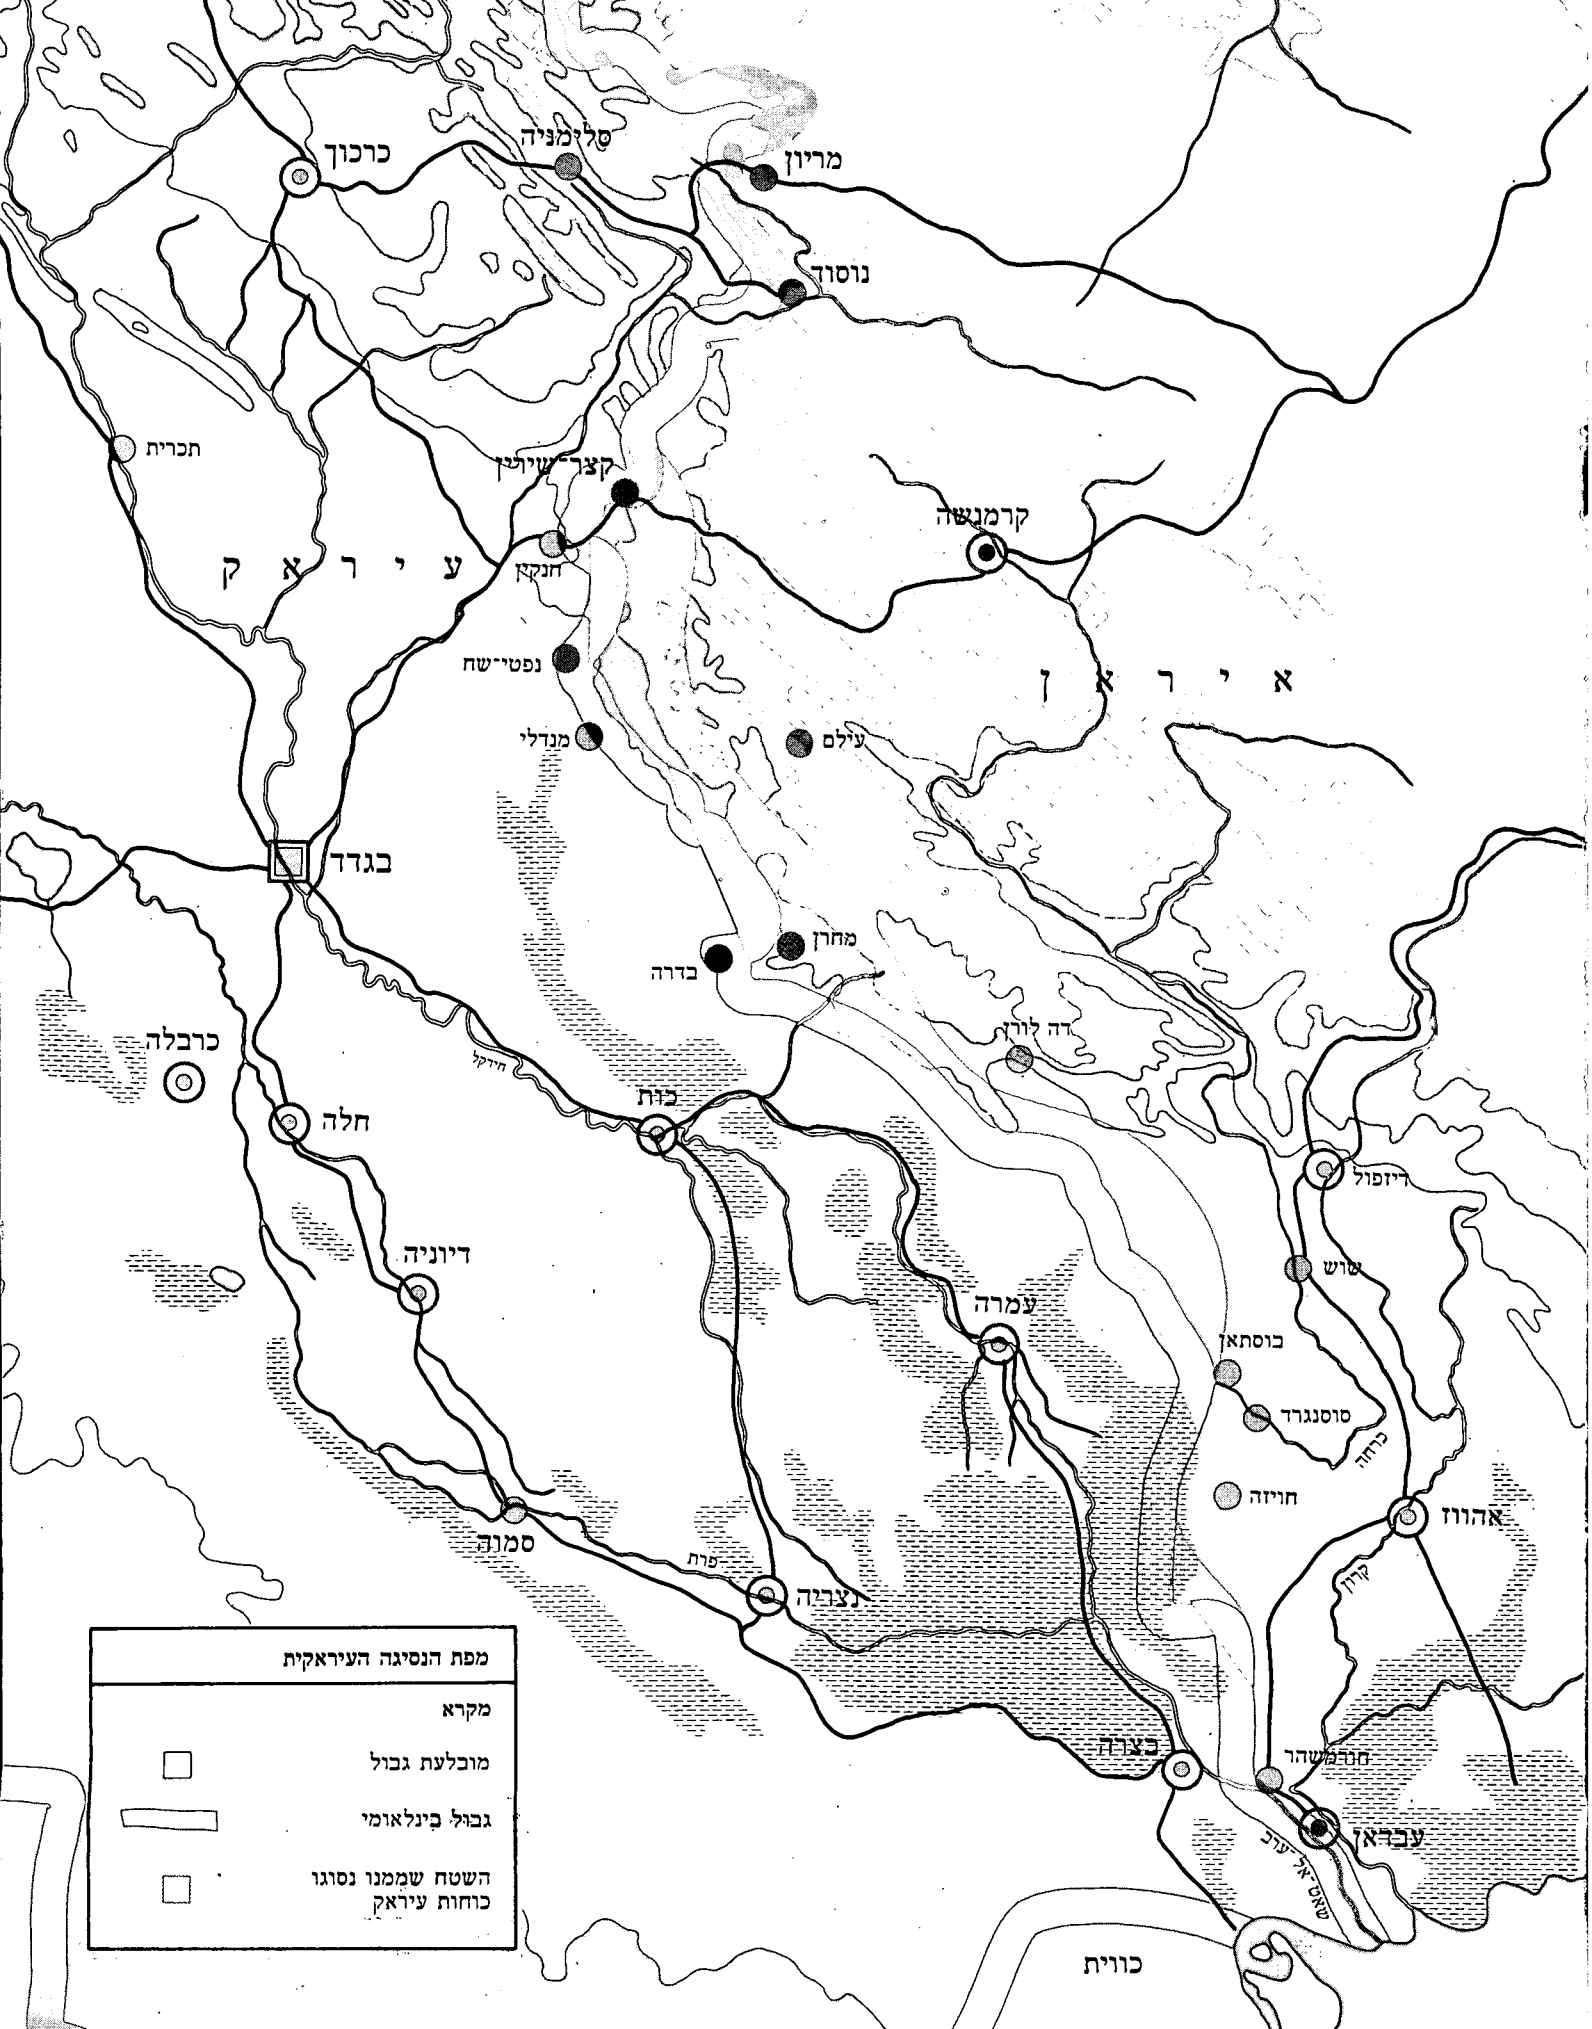 סלימניה
כרכוך
מריון
נוסוד
תכרית
קצר־שירין
קרמנשה
עיראק
חנקין
נפטי־שח
איראן
מנדלי
עילם
בגדד
מחרן
בדרה
דה לורן
כרבלה
חידקל
כות
חלה
דיזפול
דיוניה
שוש
עמרה
בוסתאן
סוסנגרד
כרחה
חויזה
אהווז
סמוה
פרת
קרון
נצריה
בצרה
חורמשהר
עבדאן
שאט־אל־ערב
כווית
מפת הנסיגה העיראקית
מקרא
מובלעת גבול
גבול בינלאומי
השטח שממנו נסוגו
כוחות עיראק